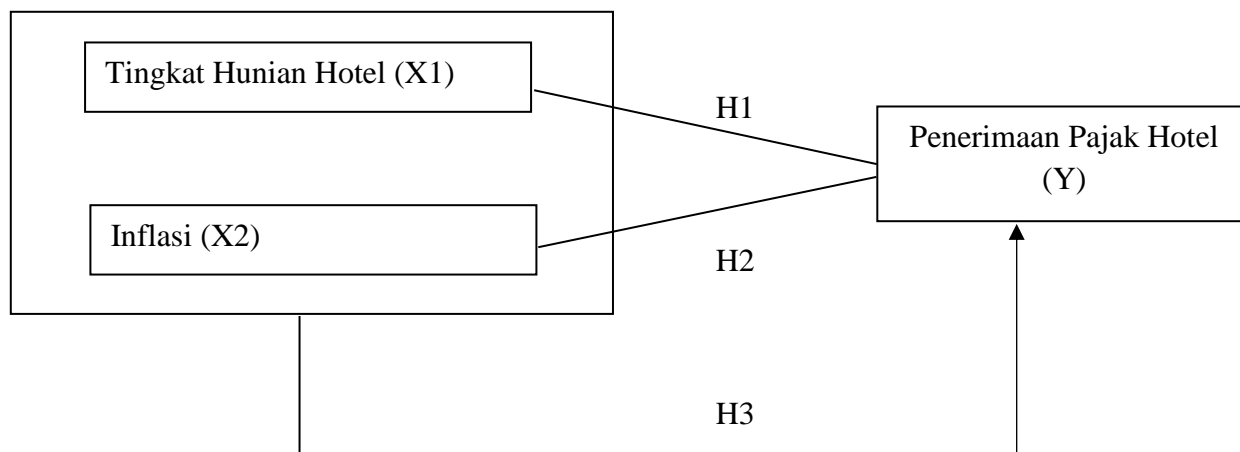 Tingkat Hunian Hotel (X1)
H1
Penerimaan Pajak Hotel
(Y)
Inflasi (X2)
H2
H3